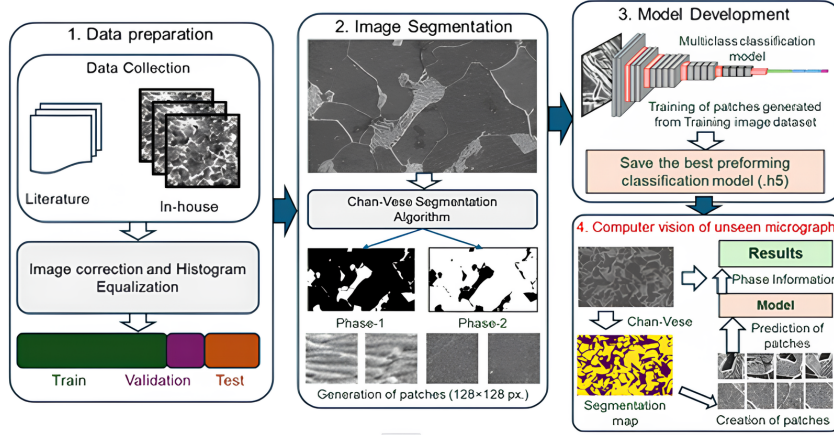 1. Data preparation
Data Collection
Literature
In-house
Image correction and Histogram
Equalization
Train
Validation
Test
2. Image Segmentation
Chan-Vese Segmentation
Algorithm
Phase-1
Phase-2
Generation of patches (128×128 px.)
3. Model Development
Multiclass classification
model
Training of patches generated
from Training image dataset
Save the best preforming
classification model (.h5)
4. Computer vision of unseen micrograph
Results
Phase Information
Model
Chan-Vese
Prediction of
patches
Segmentation
map
Creation of patches